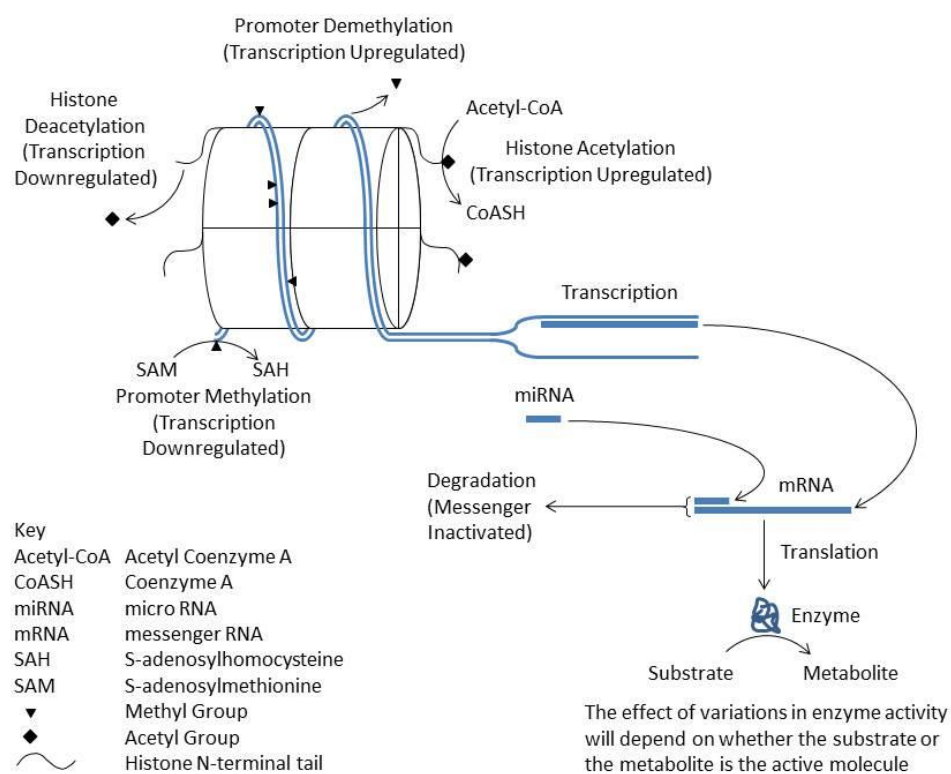 Promoter Demethylation
(Transcription Upregulated)
Histone
Deacetylation
(Transcription
Downregulated)
Acetyl-CoA
Histone Acetylation
(Transcription Upregulated)
CoASH
Transcription
SAM
SAH
Promoter Methylation
(Transcription
Downregulated)
miRNA
Degradation
(Messenger
Inactivated)
mRNA
Translation
Enzyme
Substrate
Metabolite
The effect of variations in enzyme activity
will depend on whether the substrate or
the metabolite is the active molecule
Key
Acetyl-CoA Acetyl Coenzyme A
CoASH Coenzyme A
miRNA micro RNA
mRNA messenger RNA
SAH S-adenosylhomocysteine
SAM S-adenosylmethionine
Methyl Group
Acetyl Group
Histone N-terminal tail